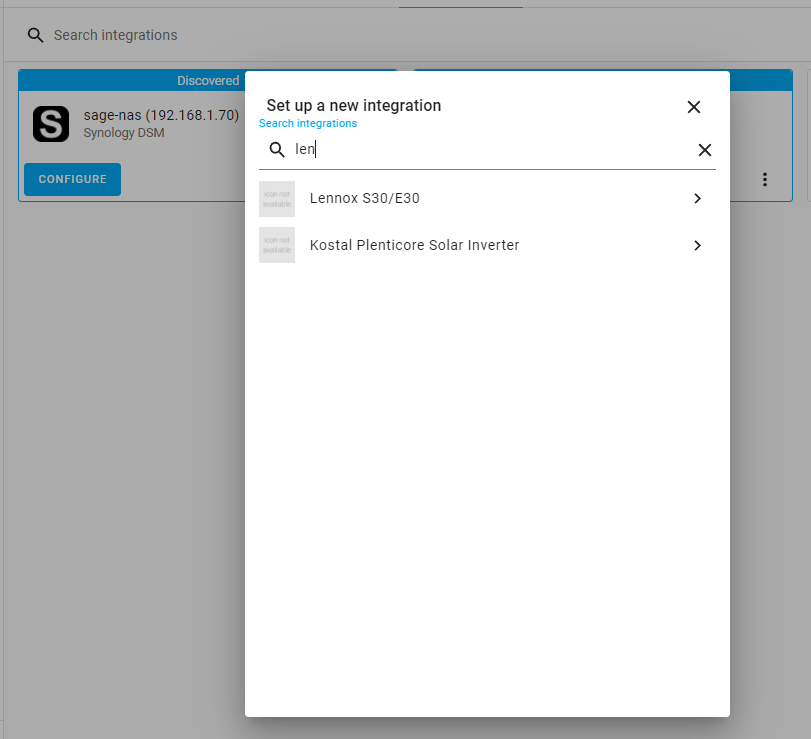 Search integrations
Discovered
sage-nas (192.168.1.70)
Synology DSM
CONFIGURE
Set up a new integration
Search integrations
len
icon not
available
Lennox S30/E30
icon not
available
Kostal Plenticore Solar Inverter